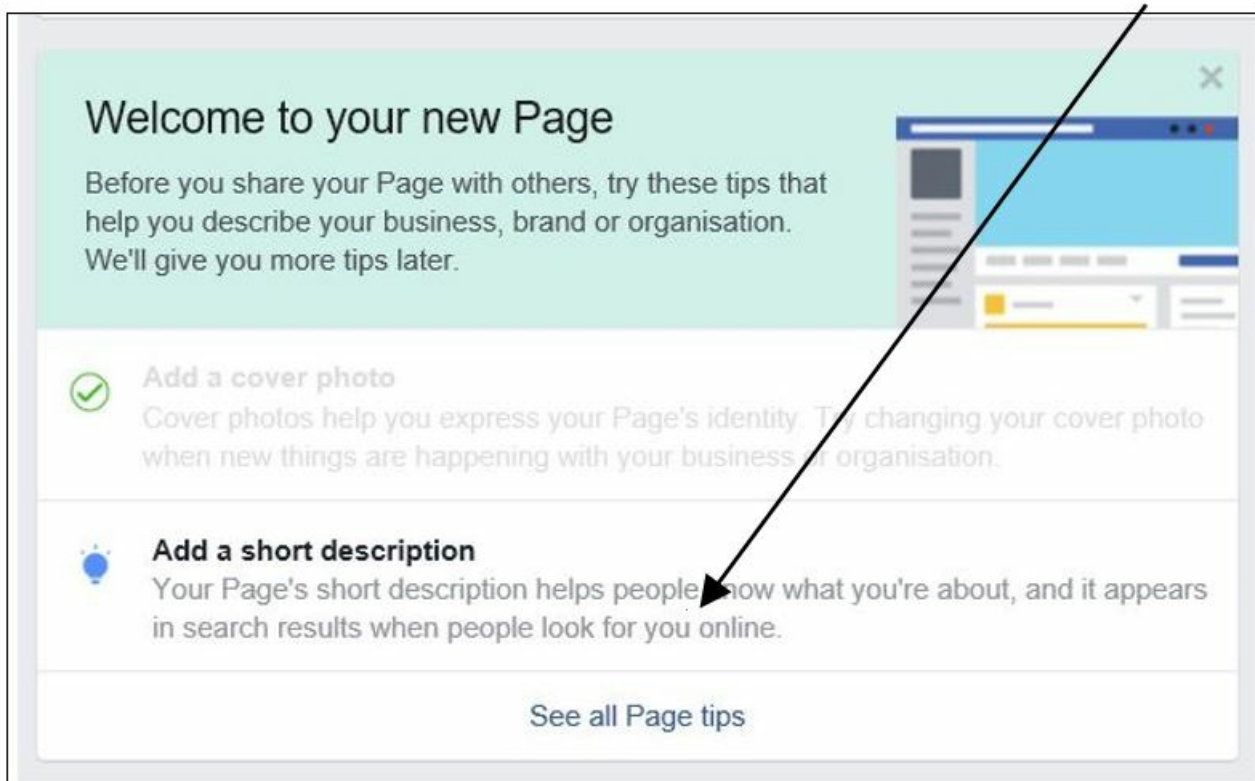 Welcome to your new Page
Before you share your Page with others, try these tips that
help you describe your business, brand or organisation.
We'll give you more tips later.
Add a cover photo
Cover photos help you express your Page's identity. Try changing your cover photo
when new things are happening with your business or organisation.
Add a short description
Your Page's short description helps people know what you're about, and it appears
in search results when people look for you online.
See all Page tips